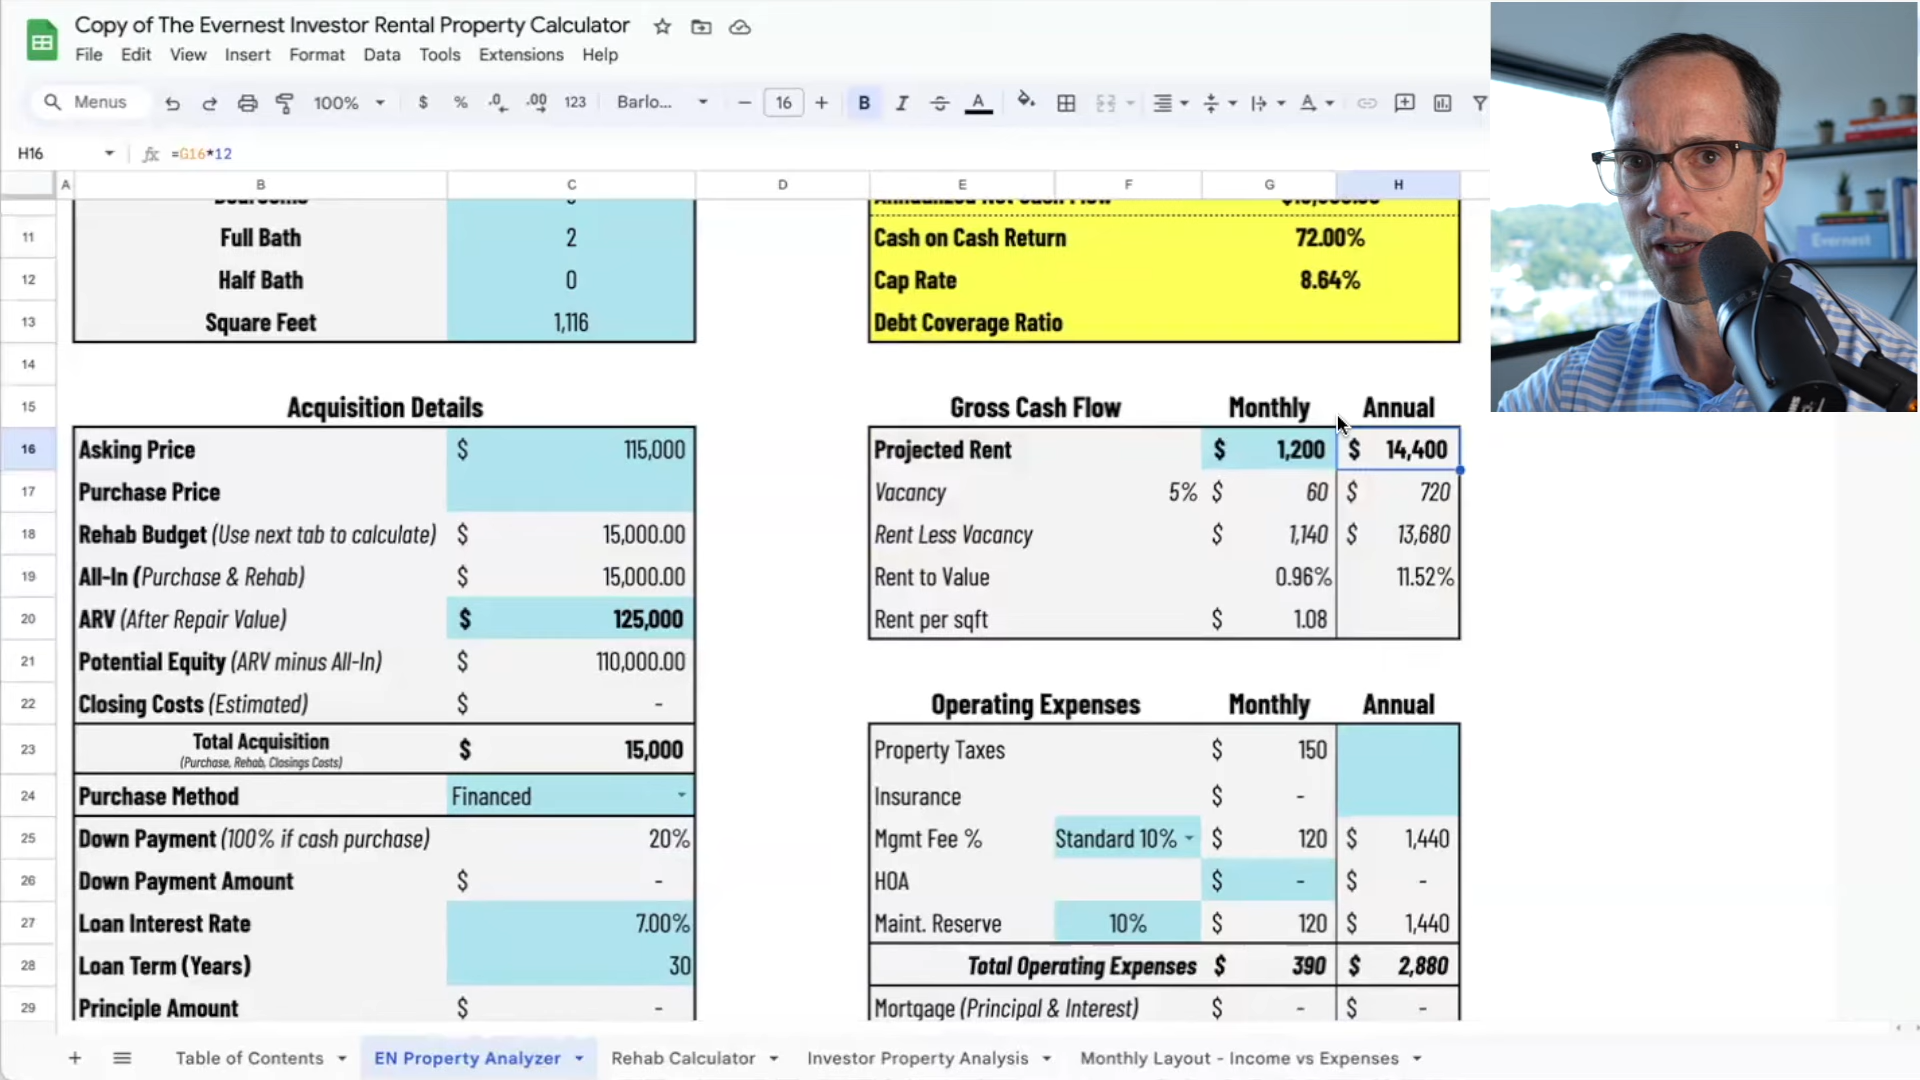 Copy of The Evernest Investor Rental Property Calculator
File Edit View Insert Format Data Tools Extensions Help
Menus 100% $ % .0 .00 123 Barlo... 16 B I A
H16 fx =G16*12
A B C D E F G H
11 Full Bath 2 Cash on Cash Return 72.00%
12 Half Bath 0 Cap Rate 8.64%
13 Square Feet 1,116 Debt Coverage Ratio
14
15 Acquisition Details Gross Cash Flow Monthly Annual
16 Asking Price $ 115,000 Projected Rent $ 1,200 $ 14,400
17 Purchase Price Vacancy 5% $ 60 $ 720
18 Rehab Budget (Use next tab to calculate) $ 15,000.00 Rent Less Vacancy $ 1,140 $ 13,680
19 All-In (Purchase & Rehab) $ 15,000.00 Rent to Value 0.96% 11.52%
20 ARV (After Repair Value) $ 125,000 Rent per sqft $ 1.08
21 Potential Equity (ARV minus All-In) $ 110,000.00
22 Closing Costs (Estimated) $ - Operating Expenses Monthly Annual
23 Total Acquisition $ 15,000 Property Taxes $ 150
(Purchase, Rehab, Closings Costs)
24 Purchase Method Financed Insurance $ -
25 Down Payment (100% if cash purchase) 20% Mgmt Fee % Standard 10% $ 120 $ 1,440
26 Down Payment Amount $ - HOA $ - $ -
27 Loan Interest Rate 7.00% Maint. Reserve 10% $ 120 $ 1,440
28 Loan Term (Years) 30 Total Operating Expenses $ 390 $ 2,880
29 Principle Amount $ - Mortgage (Principal & Interest) $ - $ -
+ Table of Contents EN Property Analyzer Rehab Calculator Investor Property Analysis Monthly Layout - Income vs Expenses
Evernest